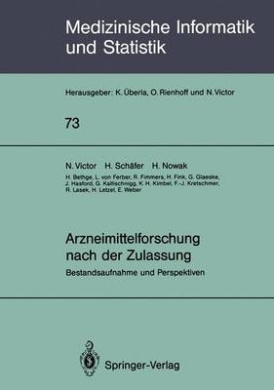 Medizinische Informatik
und Statistik
Herausgeber: K. Überla, O. Rienhoff und N. Victor
73
N. Victor H. Schäfer H. Nowak
H. Bethge, L. von Ferber, R. Fimmers, H. Fink, G. Glaeske,
J. Hasford, G. Kallischnigg, K. H. Kimbel, F.-J. Kretschmer,
R. Lasek, H. Letzel, E. Weber
Arzneimittelforschung
nach der Zulassung
Bestandsaufnahme und Perspektiven
Springer-Verlag